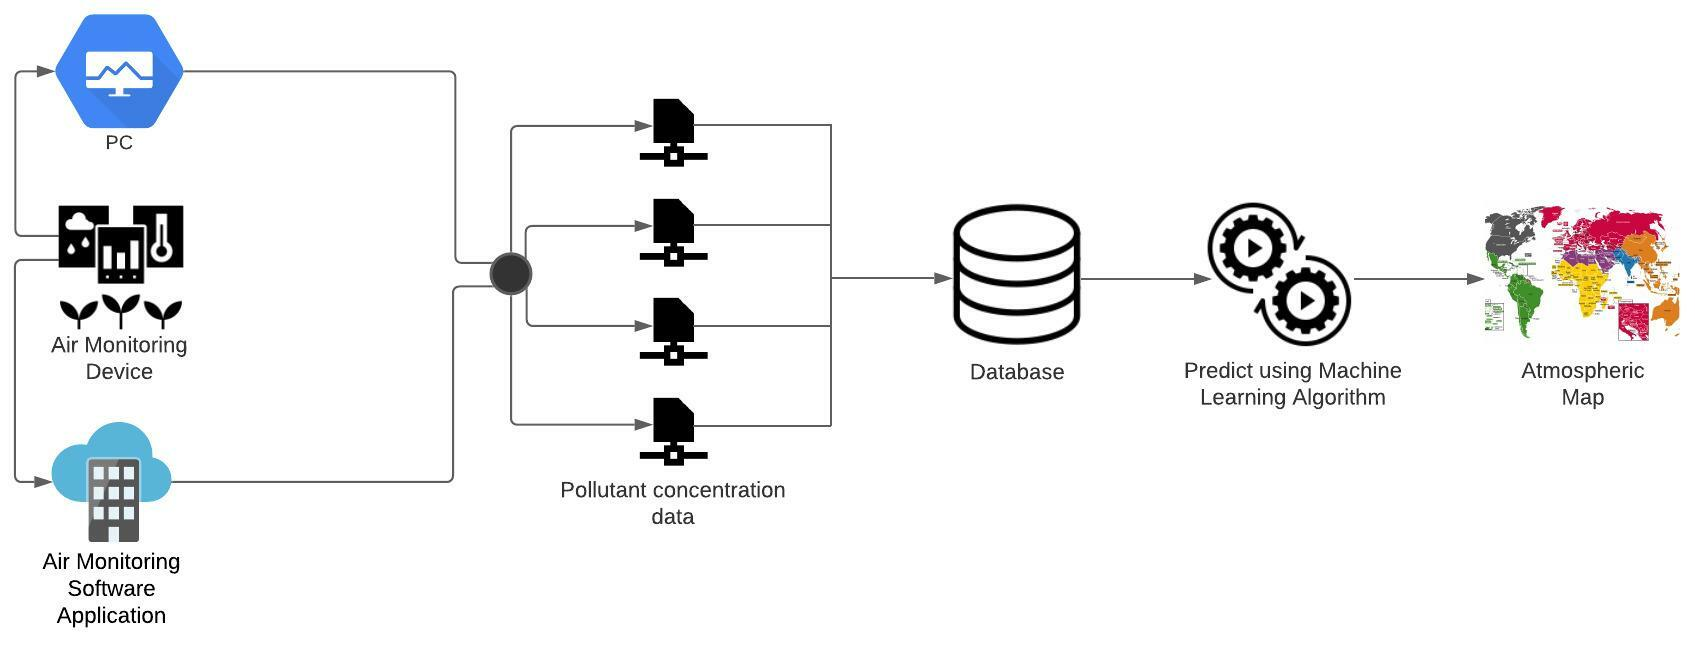 PC
Air Monitoring
Device
Air Monitoring
Software
Application
Pollutant concentration
data
Database
Predict using Machine
Learning Algorithm
Atmospheric
Map